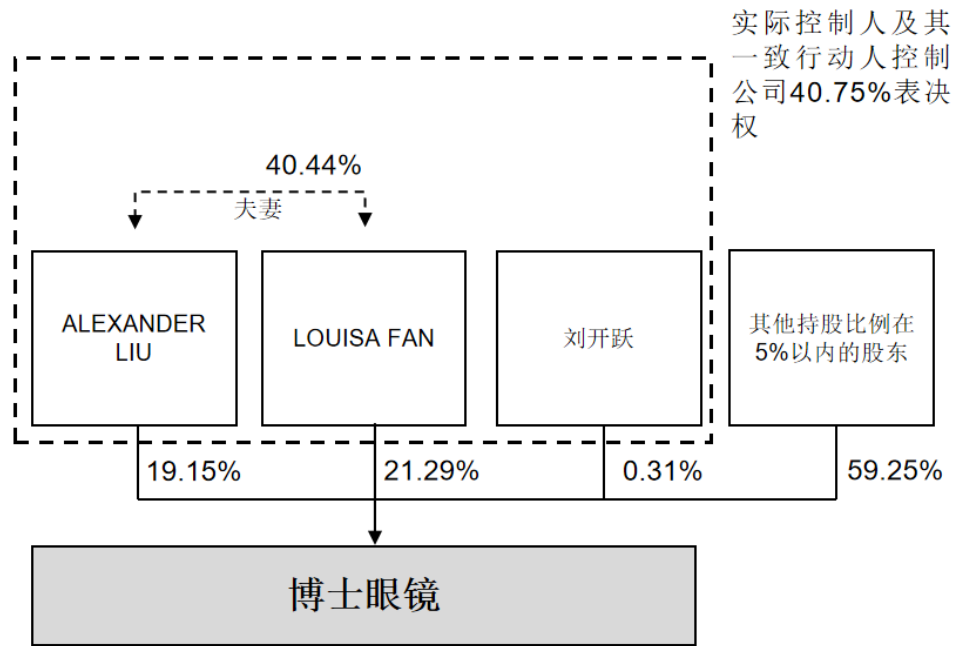 实际控制人及其
一致行动人控制
公司40.75%表决
权
40.44%
夫妻
ALEXANDER
LIU
LOUISA FAN
刘开跃
其他持股比例在
5%以内的股东
19.15%
21.29%
0.31%
59.25%
博士眼镜